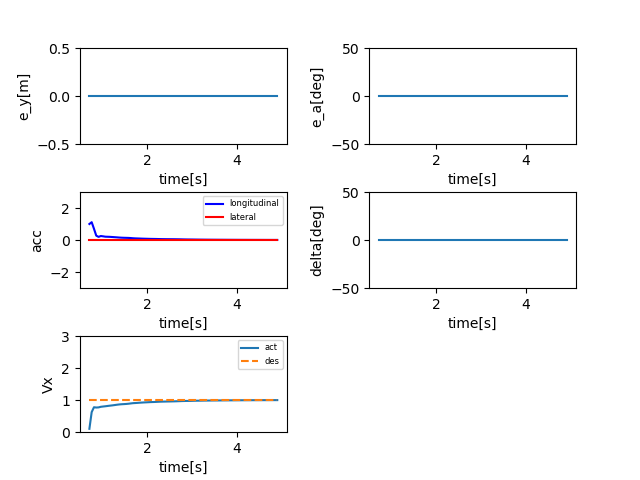 0.5
0.0
−0.5
e_y[m]
2 4
time[s]
50
0
−50
e_a[deg]
2 4
time[s]
2
0
−2
acc
longitudinal
lateral
2 4
time[s]
50
0
−50
delta[deg]
2 4
time[s]
3
2
1
0
Vx
act
des
2 4
time[s]